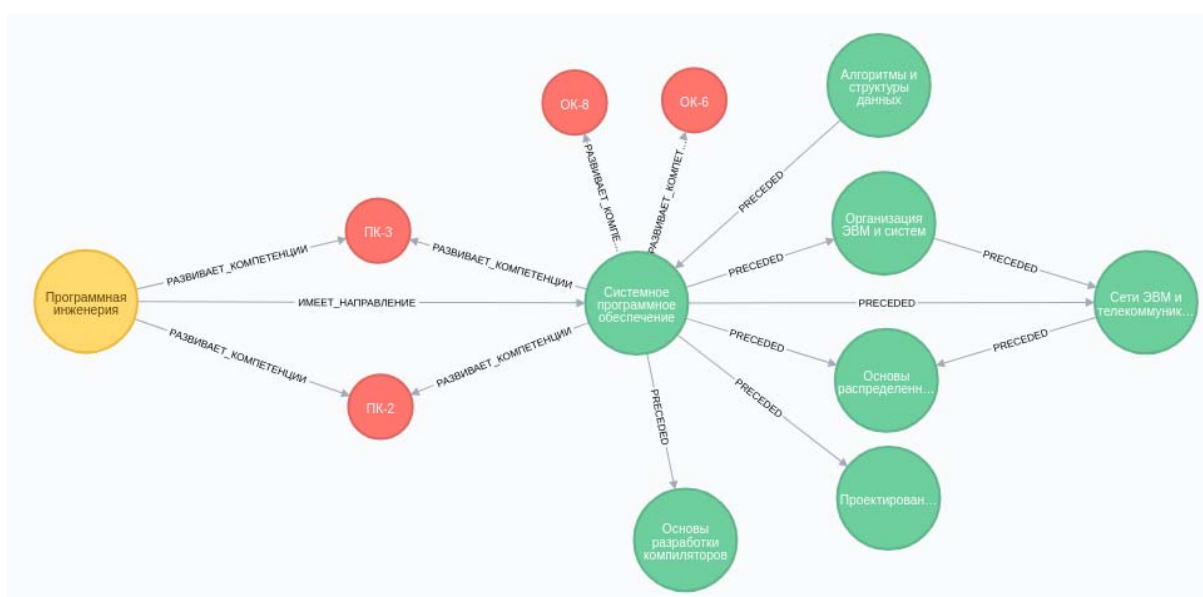 Алгоритмы и
структуры
данных
ОК-8
ОК-6
РАЗВИВАЕТ_КОМПЕ…
РАЗВИВАЕТ_КОМПЕТ…
PRECEDED
ПК-3
Организация
ЭВМ и систем
РАЗВИВАЕТ_КОМПЕТЕНЦИИ
РАЗВИВАЕТ_КОМПЕТЕНЦИИ
PRECEDED
PRECEDED
Программная
инженерия
ИМЕЕТ_НАПРАВЛЕНИЕ
Системное
программное
обеспечение
PRECEDED
Сети ЭВМ и
телекоммуник…
РАЗВИВАЕТ_КОМПЕТЕНЦИИ
РАЗВИВАЕТ_КОМПЕТЕНЦИИ
PRECEDED
PRECEDED
Основы
распределенн…
ПК-2
PRECEDED
PRECEDED
Проектирован…
Основы
разработки
компиляторов